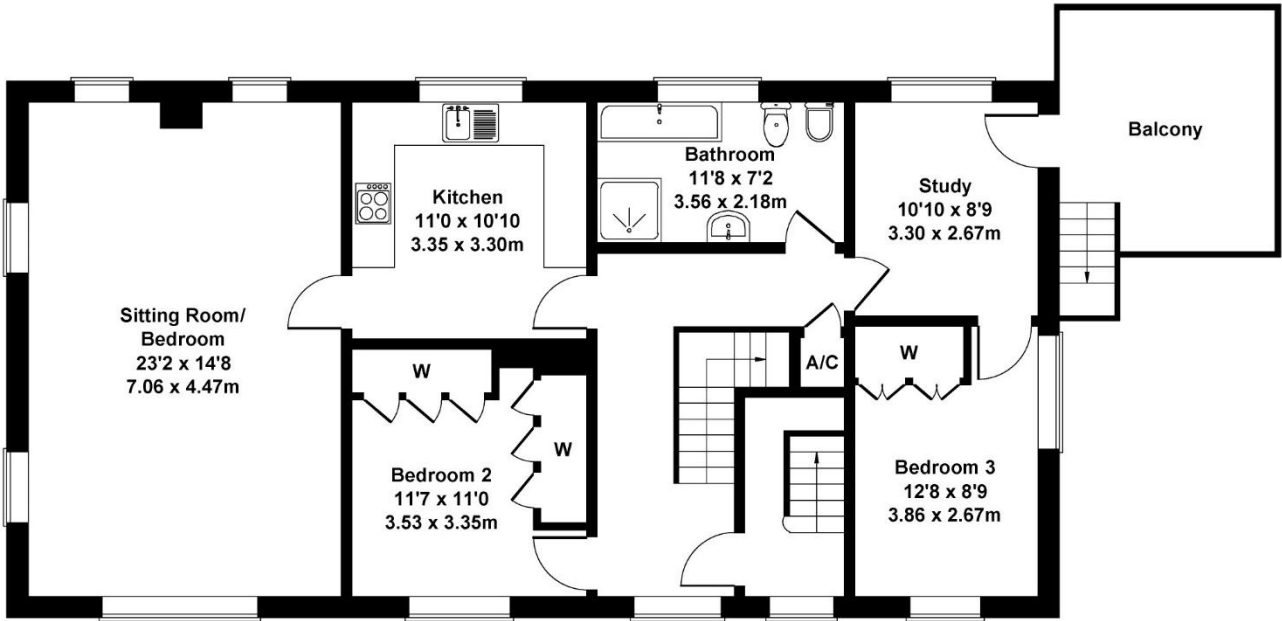 Balcony
Bathroom
11'8 x 7'2
3.56 x 2.18m
Study
10'10 x 8'9
3.30 x 2.67m
Kitchen
11'0 x 10'10
3.35 x 3.30m
Sitting Room/
Bedroom
23'2 x 14'8
7.06 x 4.47m
W
A/C
W
W
Bedroom 2
11'7 x 11'0
3.53 x 3.35m
Bedroom 3
12'8 x 8'9
3.86 x 2.67m